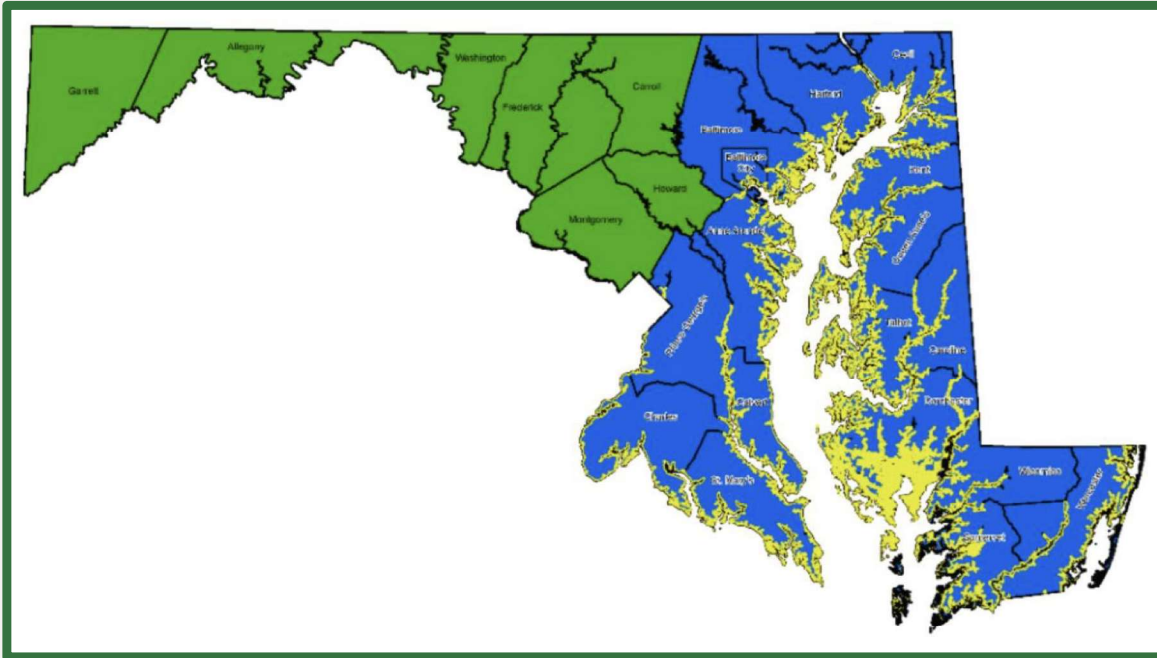 Garrett
Allegany
Washington
Frederick
Carroll
Howard
Montgomery
Baltimore
Baltimore
City
Harford
Cecil
Kent
Queen Anne's
Anne Arundel
Prince George's
Talbot
Caroline
Calvert
Charles
St. Mary's
Dorchester
Wicomico
Worcester
Somerset